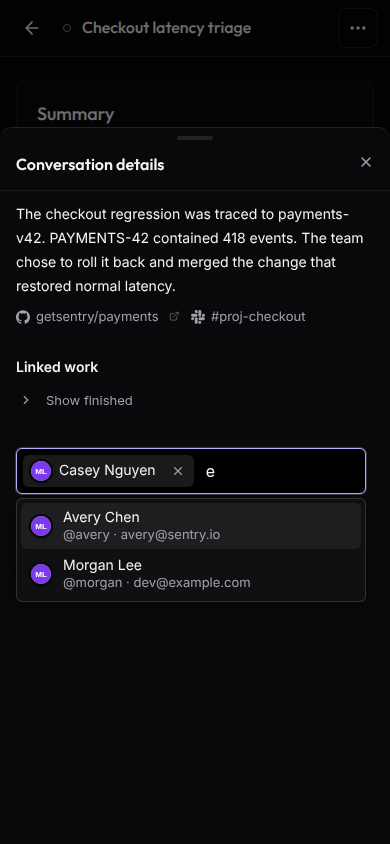 Checkout latency triage
Summary
Conversation details
The checkout regression was traced to payments-
v42. PAYMENTS-42 contained 418 events. The team
chose to roll it back and merged the change that
restored normal latency.
getsentry/payments #proj-checkout
Linked work
Show finished
ML Casey Nguyen e
ML Avery Chen
@avery · avery@sentry.io
ML Morgan Lee
@morgan · dev@example.com